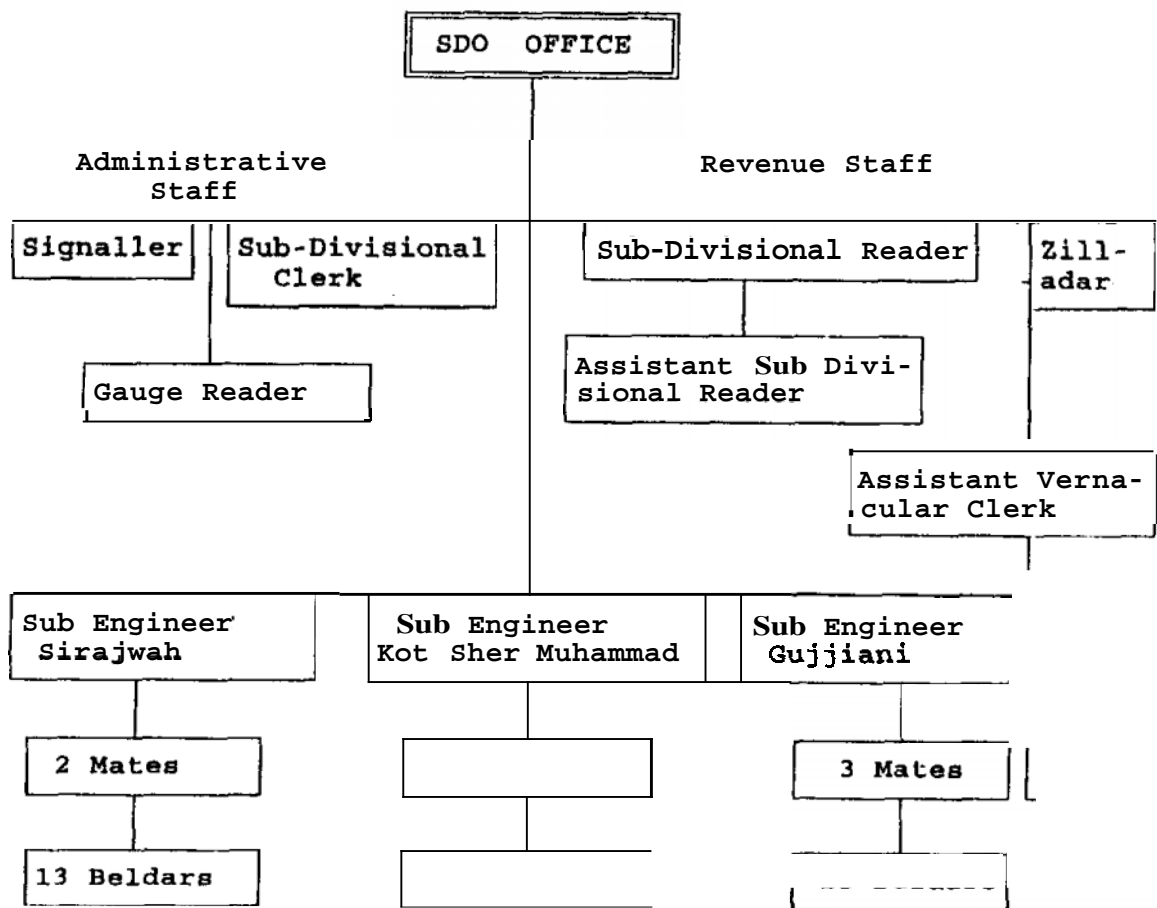 SDO OFFICE
Administrative
Staff
Revenue Staff
Signaller
Sub-Divisional
Clerk
Sub-Divisional Reader
Zill-
adar
Gauge Reader
Assistant Sub Divi-
sional Reader
Assistant Verna-
cular Clerk
Sub Engineer
Sirajwah
Sub Engineer
Kot Sher Muhammad
Sub Engineer
Gujjiani
2 Mates
3 Mates
13 Beldars